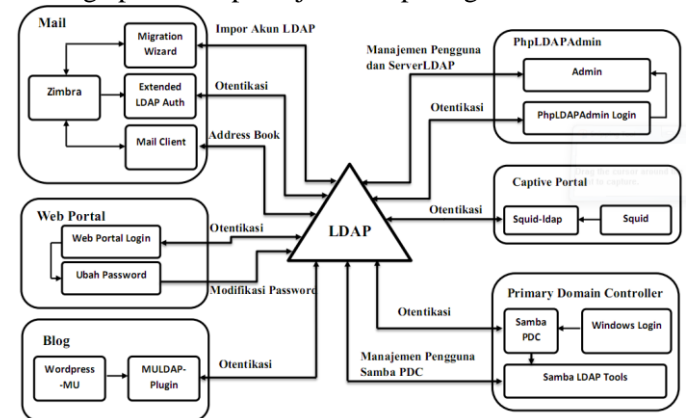 Mail
Migration
Wizard
Zimbra
Extended
LDAP Auth
Mail Client
Impor Akun LDAP
Otentikasi
Address Book
Web Portal
Web Portal Login
Ubah Password
Otentikasi
Modifikasi Password
Blog
Wordpress
-MU
MULDAP-
Plugin
Otentikasi
LDAP
Manajemen Pengguna
dan ServerLDAP
Otentikasi
PhpLDAPAdmin
Admin
PhpLDAPAdmin Login
Captive Portal
Otentikasi
Squid-ldap
Squid
Primary Domain Controller
Otentikasi
Samba
PDC
Windows Login
Manajemen Pengguna
Samba PDC
Samba LDAP Tools